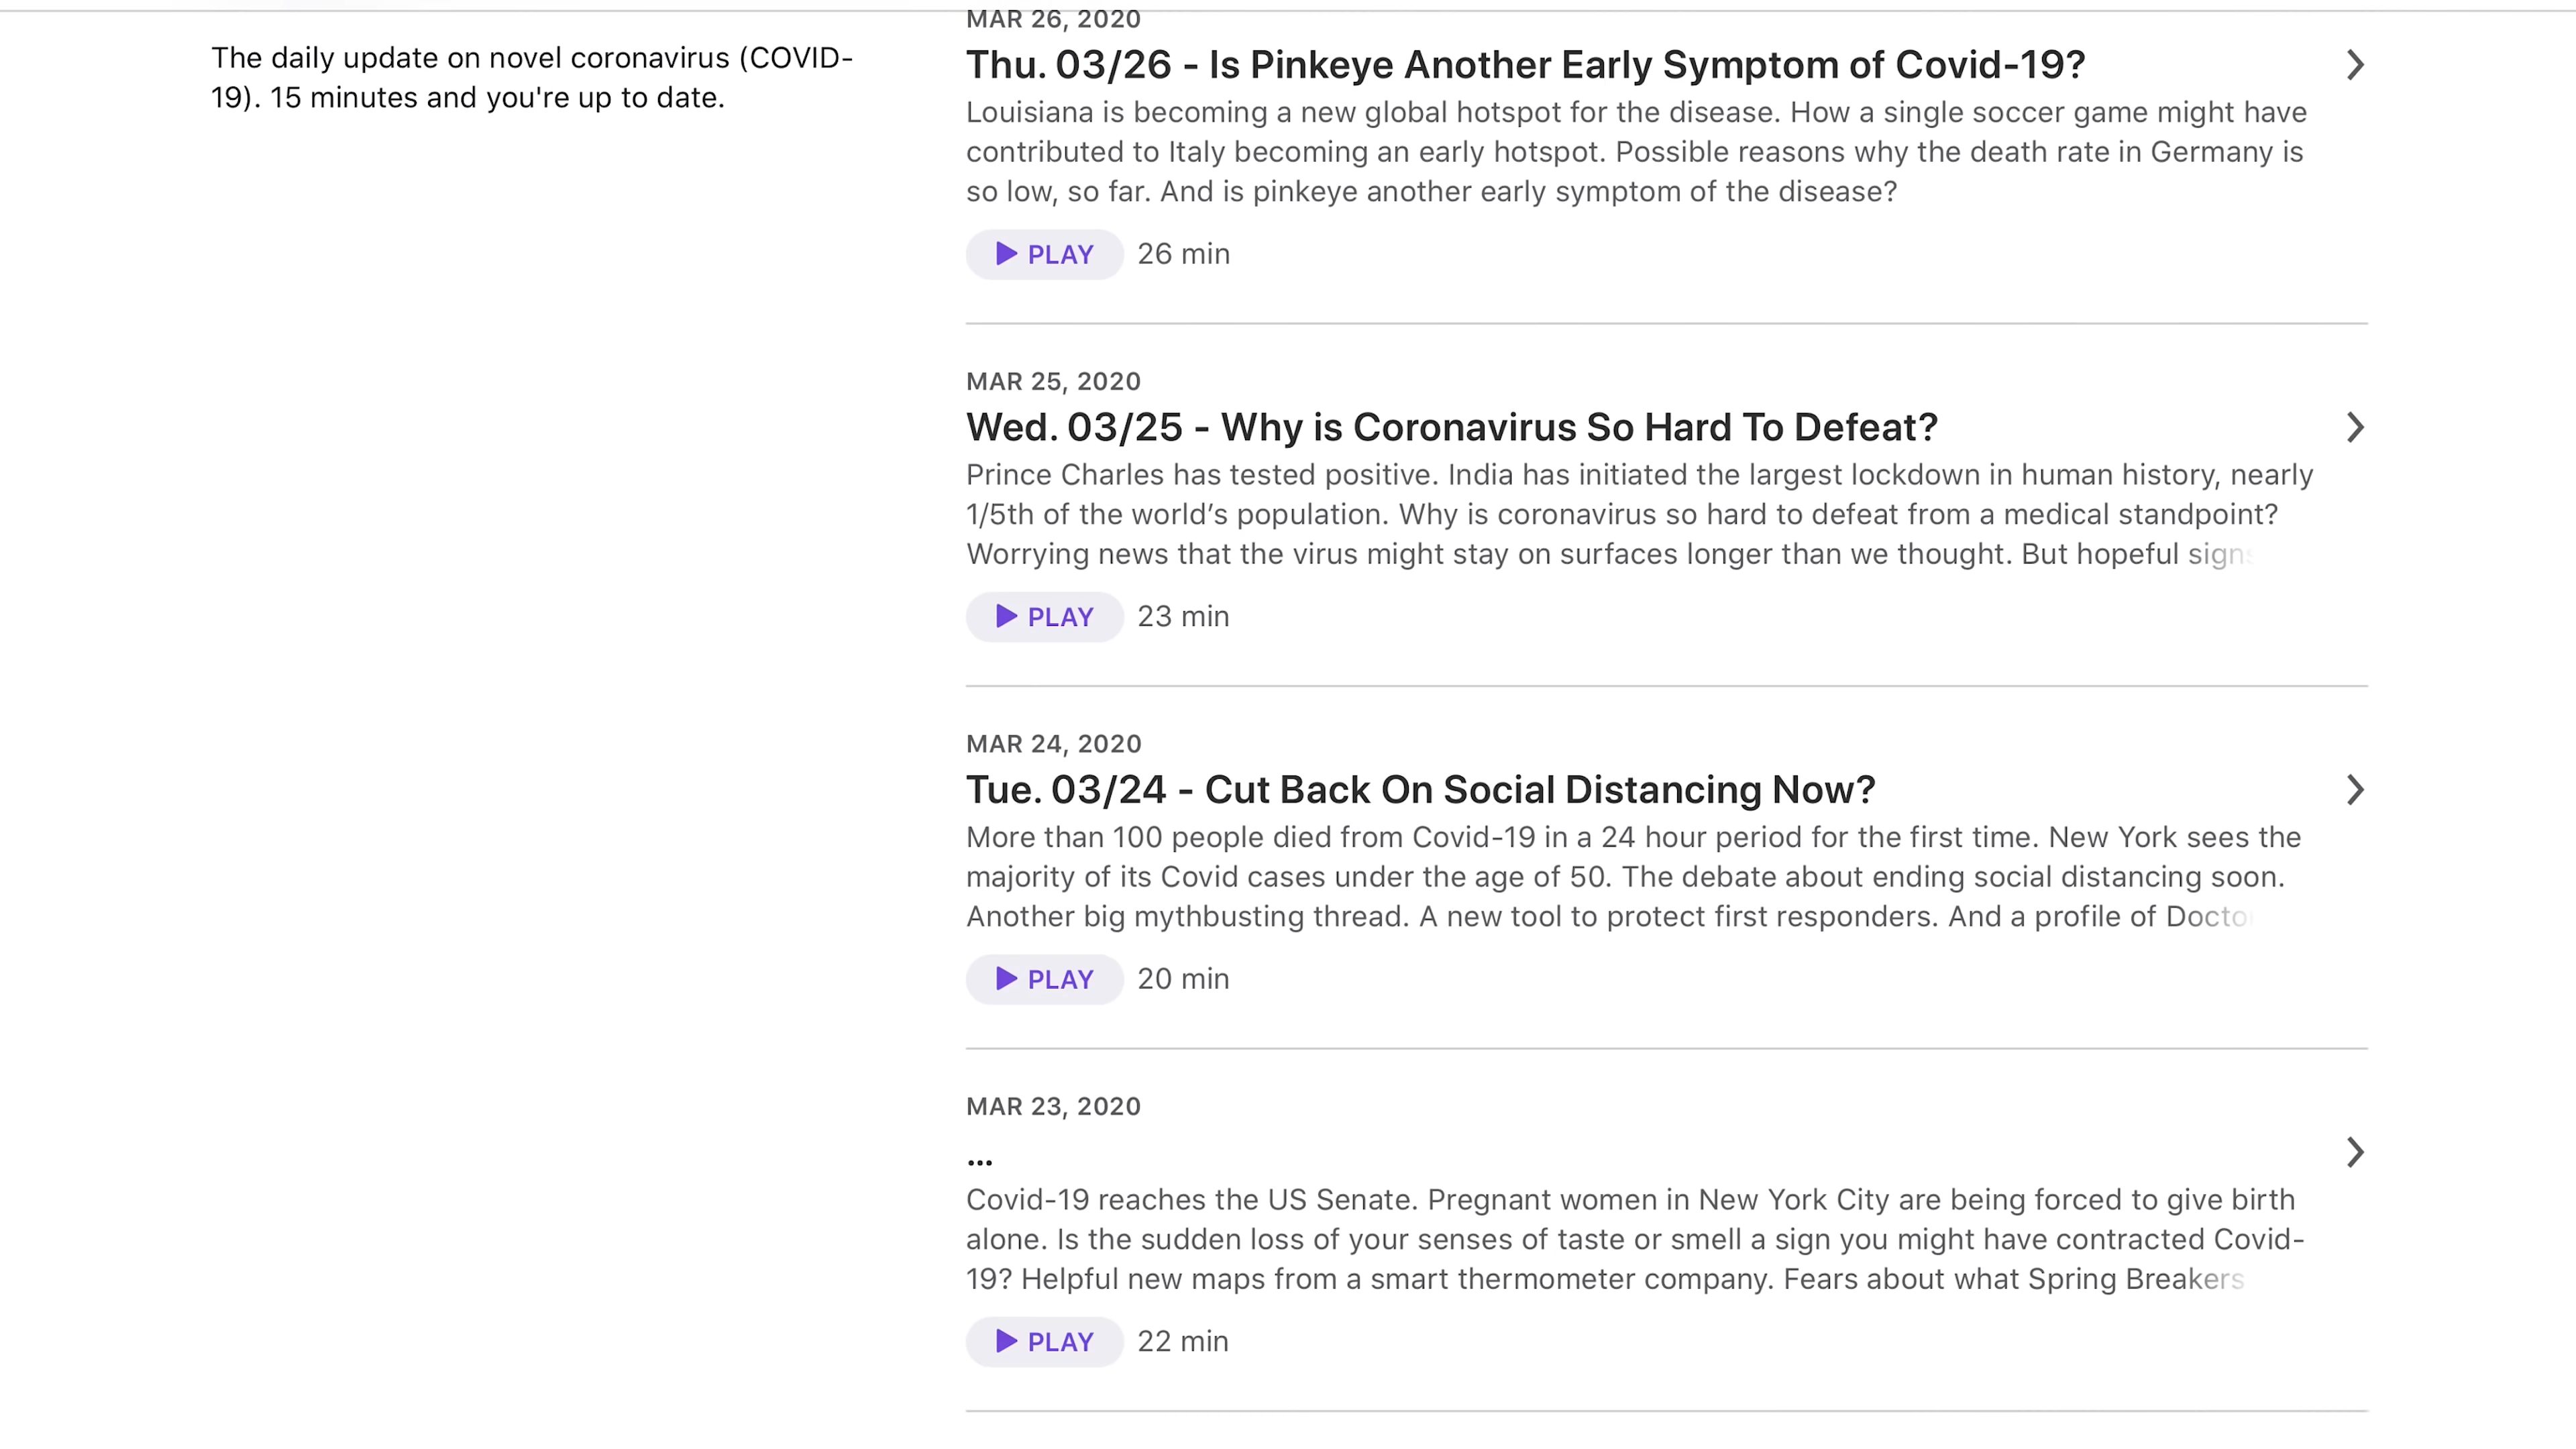 The daily update on novel coronavirus (COVID-
19). 15 minutes and you're up to date.
MAR 26, 2020
Thu. 03/26 - Is Pinkeye Another Early Symptom of Covid-19?
Louisiana is becoming a new global hotspot for the disease. How a single soccer game might have
contributed to Italy becoming an early hotspot. Possible reasons why the death rate in Germany is
so low, so far. And is pinkeye another early symptom of the disease?
PLAY 26 min
MAR 25, 2020
Wed. 03/25 - Why is Coronavirus So Hard To Defeat?
Prince Charles has tested positive. India has initiated the largest lockdown in human history, nearly
1/5th of the world’s population. Why is coronavirus so hard to defeat from a medical standpoint?
Worrying news that the virus might stay on surfaces longer than we thought. But hopeful signs
PLAY 23 min
MAR 24, 2020
Tue. 03/24 - Cut Back On Social Distancing Now?
More than 100 people died from Covid-19 in a 24 hour period for the first time. New York sees the
majority of its Covid cases under the age of 50. The debate about ending social distancing soon.
Another big mythbusting thread. A new tool to protect first responders. And a profile of Docto
PLAY 20 min
MAR 23, 2020
...
Covid-19 reaches the US Senate. Pregnant women in New York City are being forced to give birth
alone. Is the sudden loss of your senses of taste or smell a sign you might have contracted Covid-
19? Helpful new maps from a smart thermometer company. Fears about what Spring Breakers
PLAY 22 min